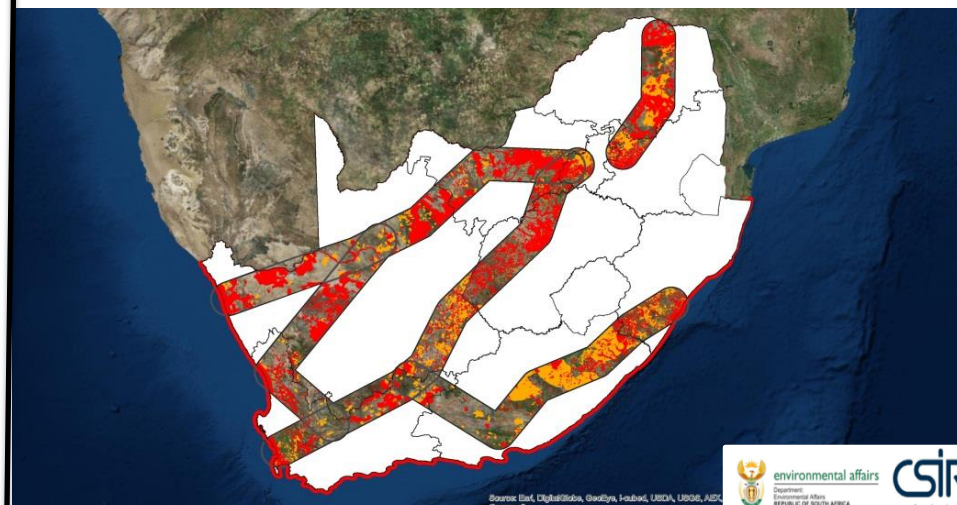 Source: Esri, DigitalGlobe, GeoEye, i-cubed, USDA, USGS, AEX,
environmental affairs
Department:
Environmental Affairs
REPUBLIC OF SOUTH AFRICA
CSIR